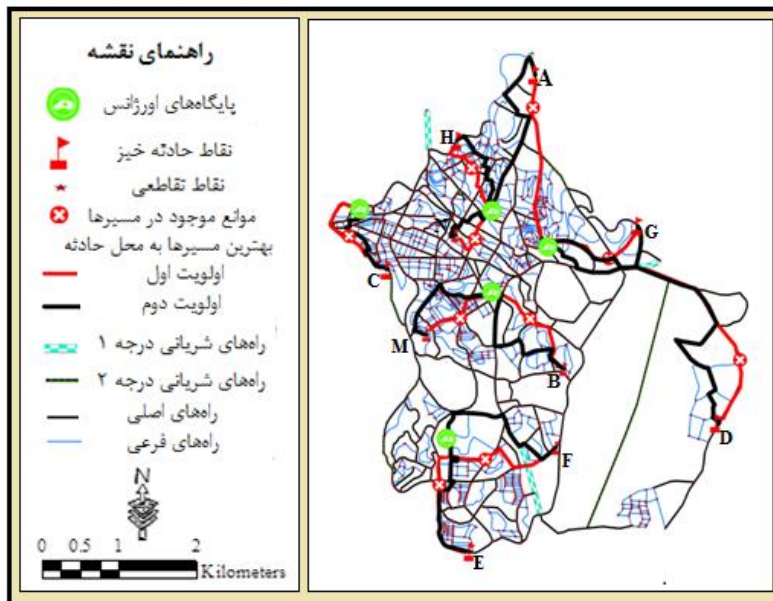 راهنمای نقشه
پایگاه‌های اورژانس
نقاط حادثه خیز
نقاط تقاطعی
موانع موجود در مسیرها
بهترین مسیرها به محل حادثه
اولویت اول
اولویت دوم
راه‌های شریانی درجه ۱
راه‌های شریانی درجه ۲
راه‌های اصلی
راه‌های فرعی
N
0 0.5 1 2
Kilometers
A
H
G
N
C
M
B
D
F
E